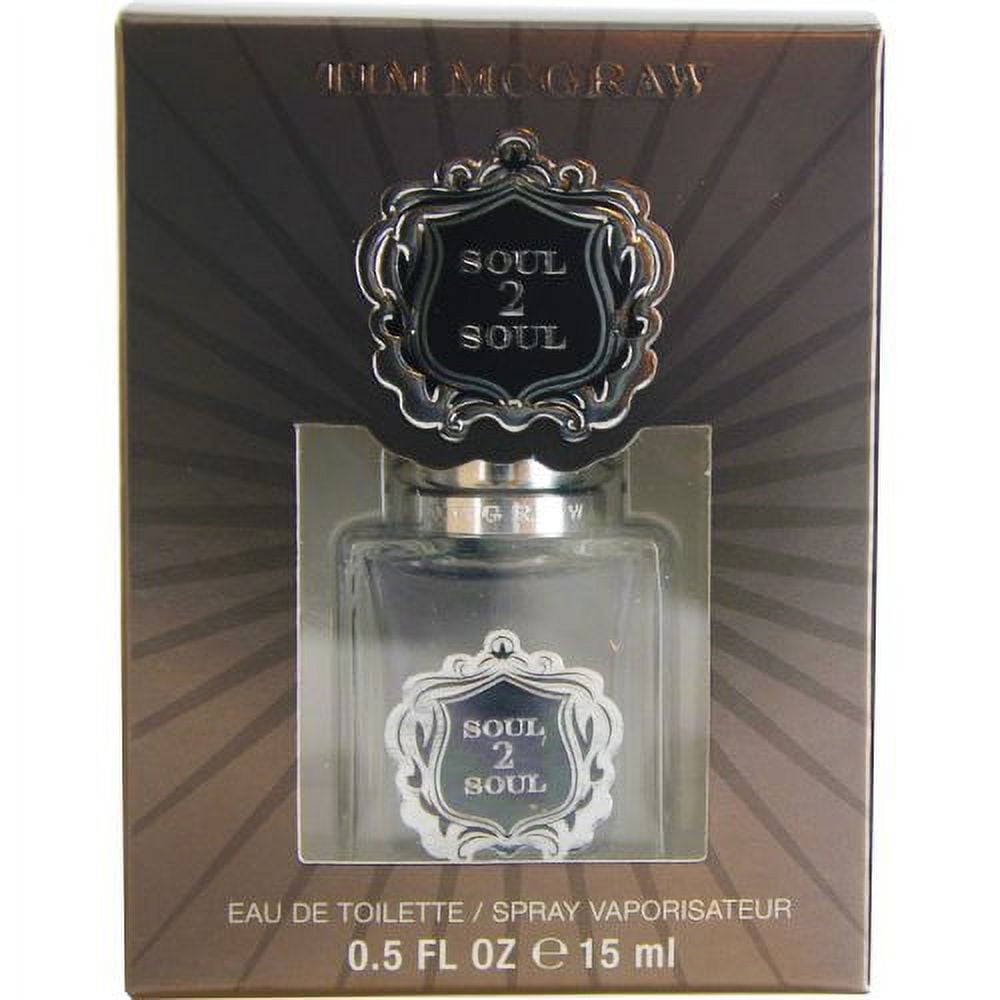 TIM MCGRAW
SOUL
2
SOUL
SOUL
2
SOUL
EAU DE TOILETTE / SPRAY VAPORISATEUR
0.5 FL OZ ℮ 15 ml